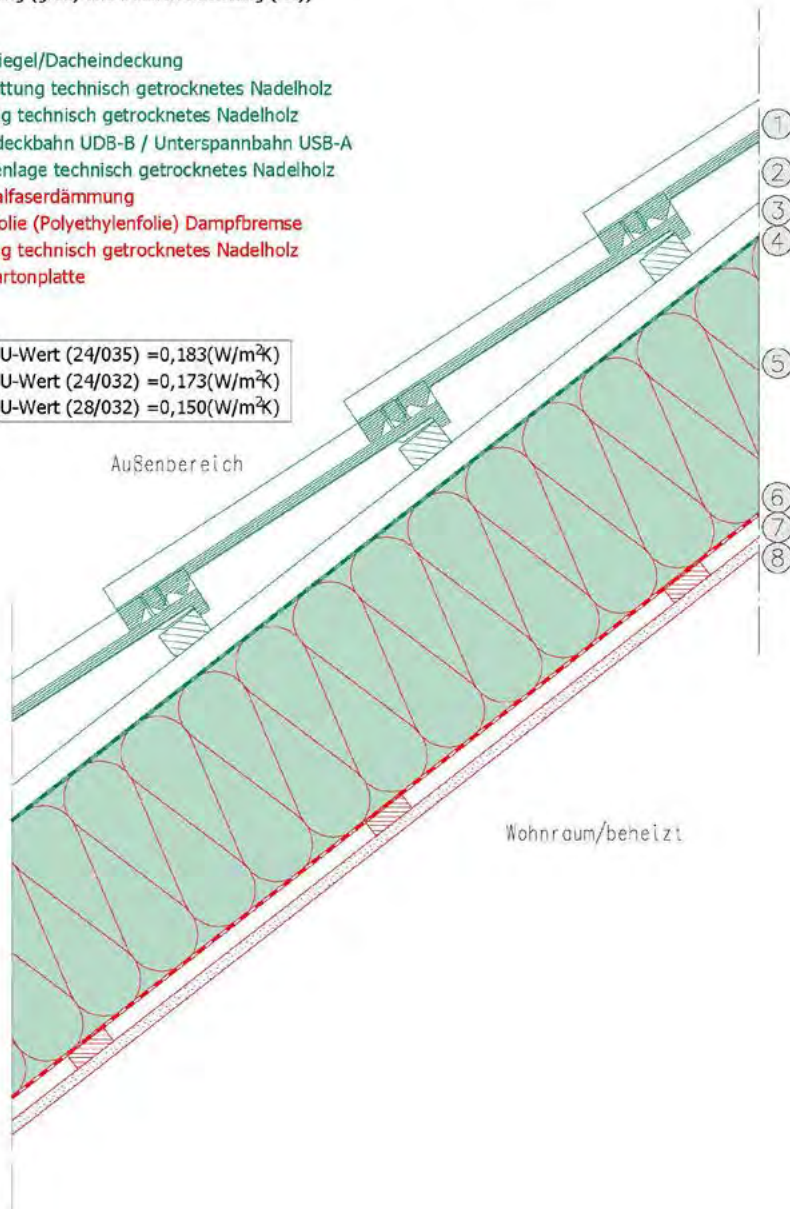 iegel/Dacheindeckung
ttung technisch getrocknetes Nadelholz
g technisch getrocknetes Nadelholz
deckbahn UDB-B / Unterspannbahn USB-A
enlage technisch getrocknetes Nadelholz
alfaserdämmung
olie (Polyethylenfolie) Dampfbremse
g technisch getrocknetes Nadelholz
artonplatte
U-Wert (24/035) =0,183(W/m²K)
U-Wert (24/032) =0,173(W/m²K)
U-Wert (28/032) =0,150(W/m²K)
Außenbereich
1
2
3
4
5
6
7
8
Wohnraum/beheizt